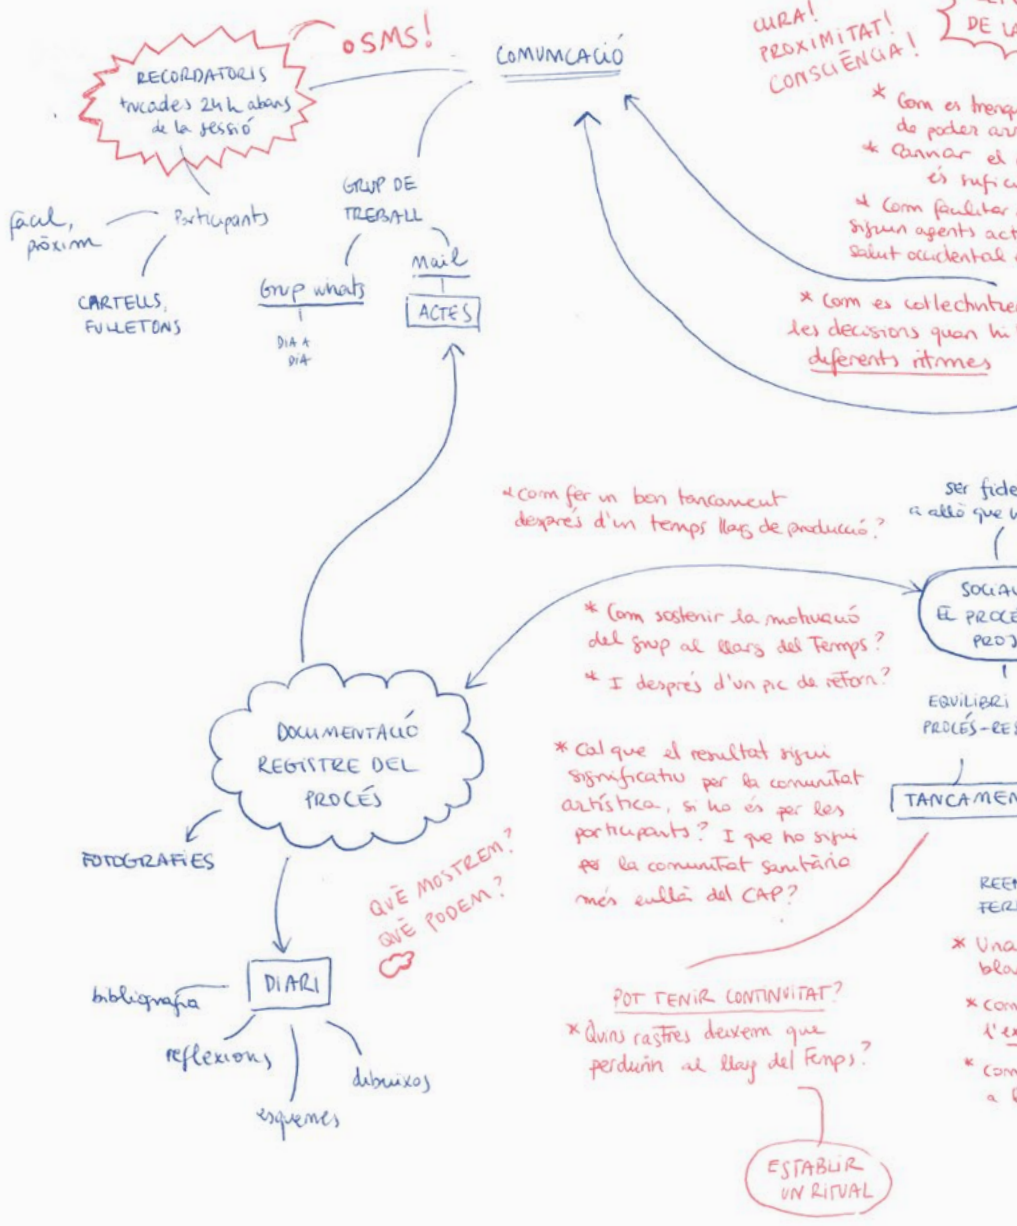 o SMS!
RECORDATORIS
trucades 24h abans
de la sessió
COMUNICACIÓ
CURA!
PROXIMITAT!
CONSCIÈNCIA!
DE LA
* Com es trenq
de poder
* Canviar el
és sufic
* Com facilitar
siguin agents act
salut occidental
* Com es col·lectivitz
les decisions quan hi
diferents ritmes
fàcil,
pròxim
Participants
CARTELLS,
FULLETONS
GRUP DE
TREBALL
Grup whats
DIA A
DIA
Mail
ACTES
* com fer un bon tancament
després d'un temps llarg de producció?
ser fide
a allò que
SOCIAL
EL PROCÉ
PROJ
* Com sostenir la motivació
del grup al llarg del Temps?
* I després d'un pic de retorn?
EQUILIBRI
PROCÉS-RES
TANCAMEN
DOCUMENTACIÓ
REGISTRE DEL
PROCÉS
FOTOGRAFIES
* Cal que el resultat sigui
significatiu per la comunitat
artística, si ho és per les
participants? I que ho sigui
per la comunitat sanitària
més enllà del CAP?
QUÈ MOSTREM?
QUÈ PODEM?
DIARI
bibliografia
reflexions
esquemes
dibuixos
REEN
FER
* Una
* com
l'ex
* com
a
POT TENIR CONTINUITAT?
* Quins rastres deixem que
perdurin al llarg del Temps?
ESTABLIR
UN RITUAL